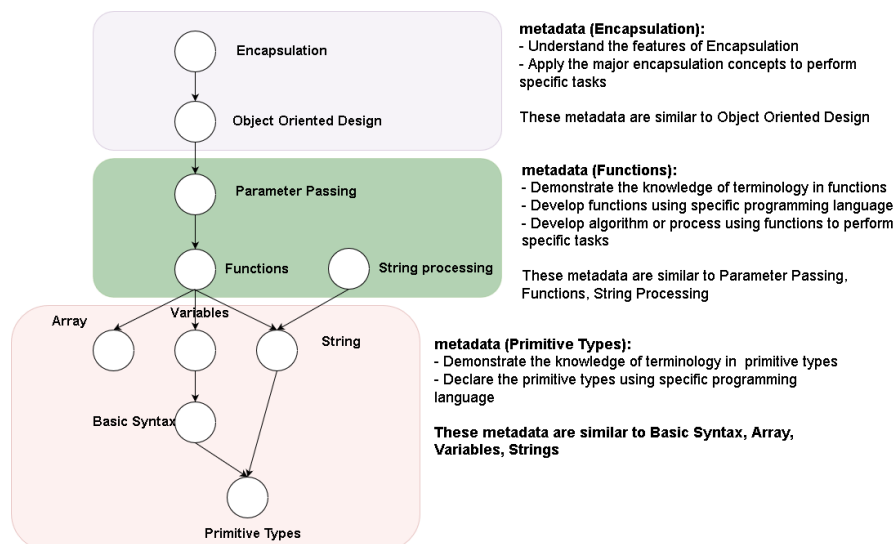 Encapsulation
Object Oriented Design
Parameter Passing
Functions
String processing
Array
Variables
String
Basic Syntax
Primitive Types
metadata (Encapsulation):
- Understand the features of Encapsulation
- Apply the major encapsulation concepts to perform
specific tasks
These metadata are similar to Object Oriented Design
metadata (Functions):
- Demonstrate the knowledge of terminology in functions
- Develop functions using specific programming language
- Develop algorithm or process using functions to perform
specific tasks
These metadata are similar to Parameter Passing,
Functions, String Processing
metadata (Primitive Types):
- Demonstrate the knowledge of terminology in  primitive types
- Declare the primitive types using specific programming
language
These metadata are similar to Basic Syntax, Array,
Variables, Strings